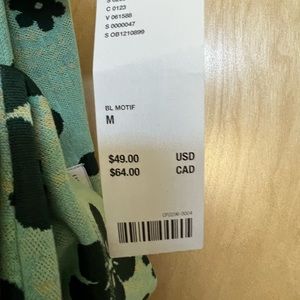 C 0123
V 061588
S 0000047
S OB1210899
BL MOTIF
M
$49.00 USD
$64.00 CAD